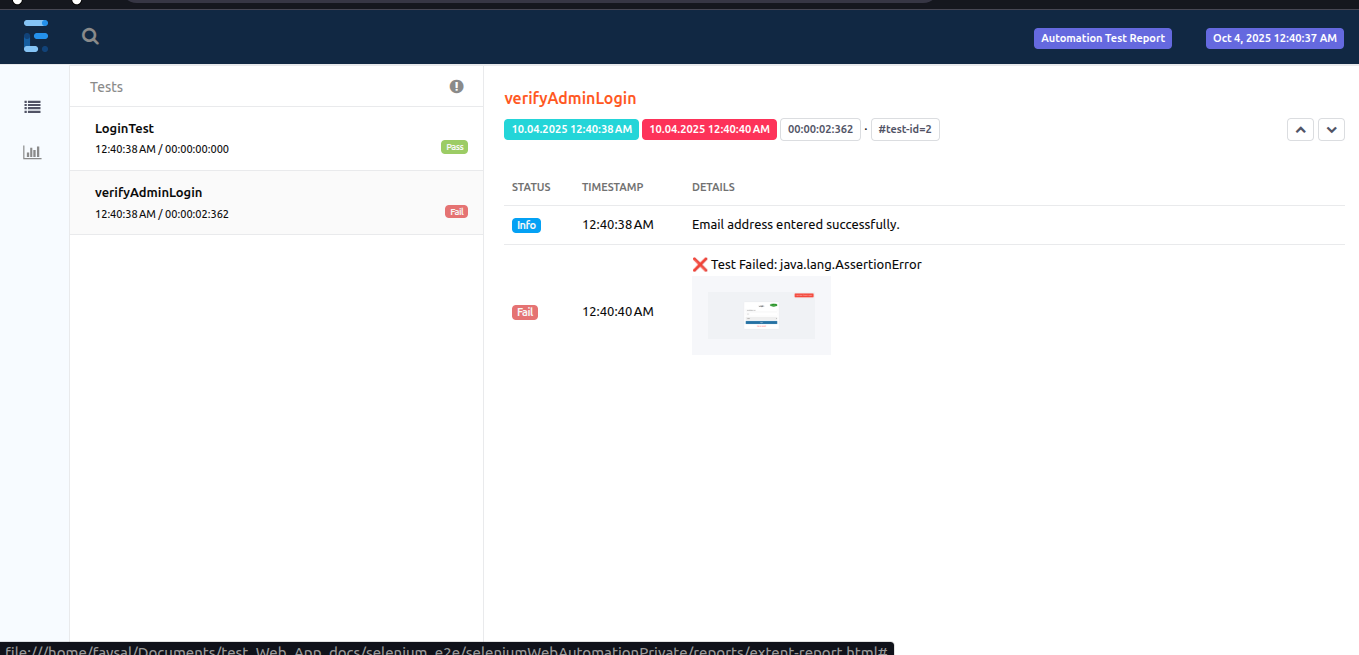 Automation Test Report
Oct 4, 2025 12:40:37 AM
Tests
LoginTest
12:40:38 AM / 00:00:00:000
Pass
verifyAdminLogin
12:40:38 AM / 00:00:02:362
Fail
verifyAdminLogin
10.04.2025 12:40:38 AM 10.04.2025 12:40:40 AM 00:00:02:362 · #test-id=2
STATUS TIMESTAMP DETAILS
Info 12:40:38 AM Email address entered successfully.
❌ Test Failed: java.lang.AssertionError
Fail 12:40:40 AM
file:///home/faysal/Documents/test_Web_App_docs/selenium_e2e/seleniumWebAutomationPrivate/reports/extent-report.html#